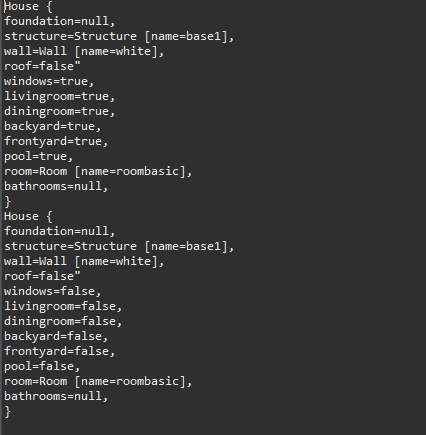 House {
foundation=null,
structure=Structure [name=base1],
wall=Wall [name=white],
roof=false"
windows=true,
livingroom=true,
diningroom=true,
backyard=true,
frontyard=true,
pool=true,
room=Room [name=roombasic],
bathrooms=null,
}
House {
foundation=null,
structure=Structure [name=base1],
wall=Wall [name=white],
roof=false"
windows=false,
livingroom=false,
diningroom=false,
backyard=false,
frontyard=false,
pool=false,
room=Room [name=roombasic],
bathrooms=null,
}